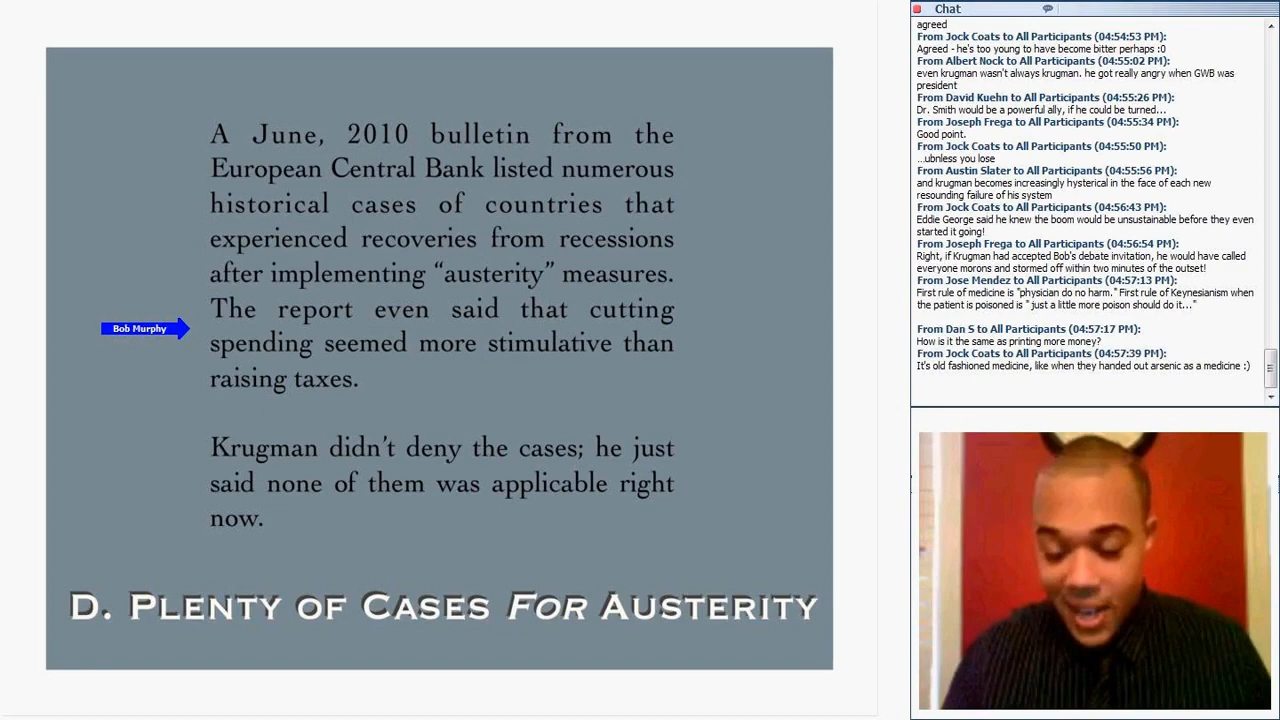 A June, 2010 bulletin from the
European Central Bank listed numerous
historical cases of countries that
experienced recoveries from recessions
after implementing “austerity” measures.
The report even said that cutting
spending seemed more stimulative than
raising taxes.
Krugman didn’t deny the cases; he just
said none of them was applicable right
now.
D. Plenty of Cases For Austerity
Bob Murphy
Chat
agreed
From Jock Coats to All Participants (04:54:53 PM):
Agreed - he's too young to have become bitter perhaps :0
From Albert Nock to All Participants (04:55:02 PM):
even krugman wasn't always krugman. he got really angry when GWB was
president
From David Kuehn to All Participants (04:55:26 PM):
Dr. Smith would be a powerful ally, if he could be turned...
From Joseph Frega to All Participants (04:55:34 PM):
Good point.
From Jock Coats to All Participants (04:55:50 PM):
...ubnless you lose
From Austin Slater to All Participants (04:55:56 PM):
and krugman becomes increasingly hysterical in the face of each new
resounding failure of his system
From Jock Coats to All Participants (04:56:43 PM):
Eddie George said he knew the boom would be unsustainable before they even
started it going!
From Joseph Frega to All Participants (04:56:54 PM):
Right, if Krugman had accepted Bob's debate invitation, he would have called
everyone morons and stormed off within two minutes of the outset!
From Jose Mendez to All Participants (04:57:13 PM):
First rule of medicine is "physician do no harm." First rule of Keynesianism when
the patient is poisoned is " just a little more poison should do it..."
From Dan S to All Participants (04:57:17 PM):
How is it the same as printing more money?
From Jock Coats to All Participants (04:57:39 PM):
It's old fashioned medicine, like when they handed out arsenic as a medicine :)